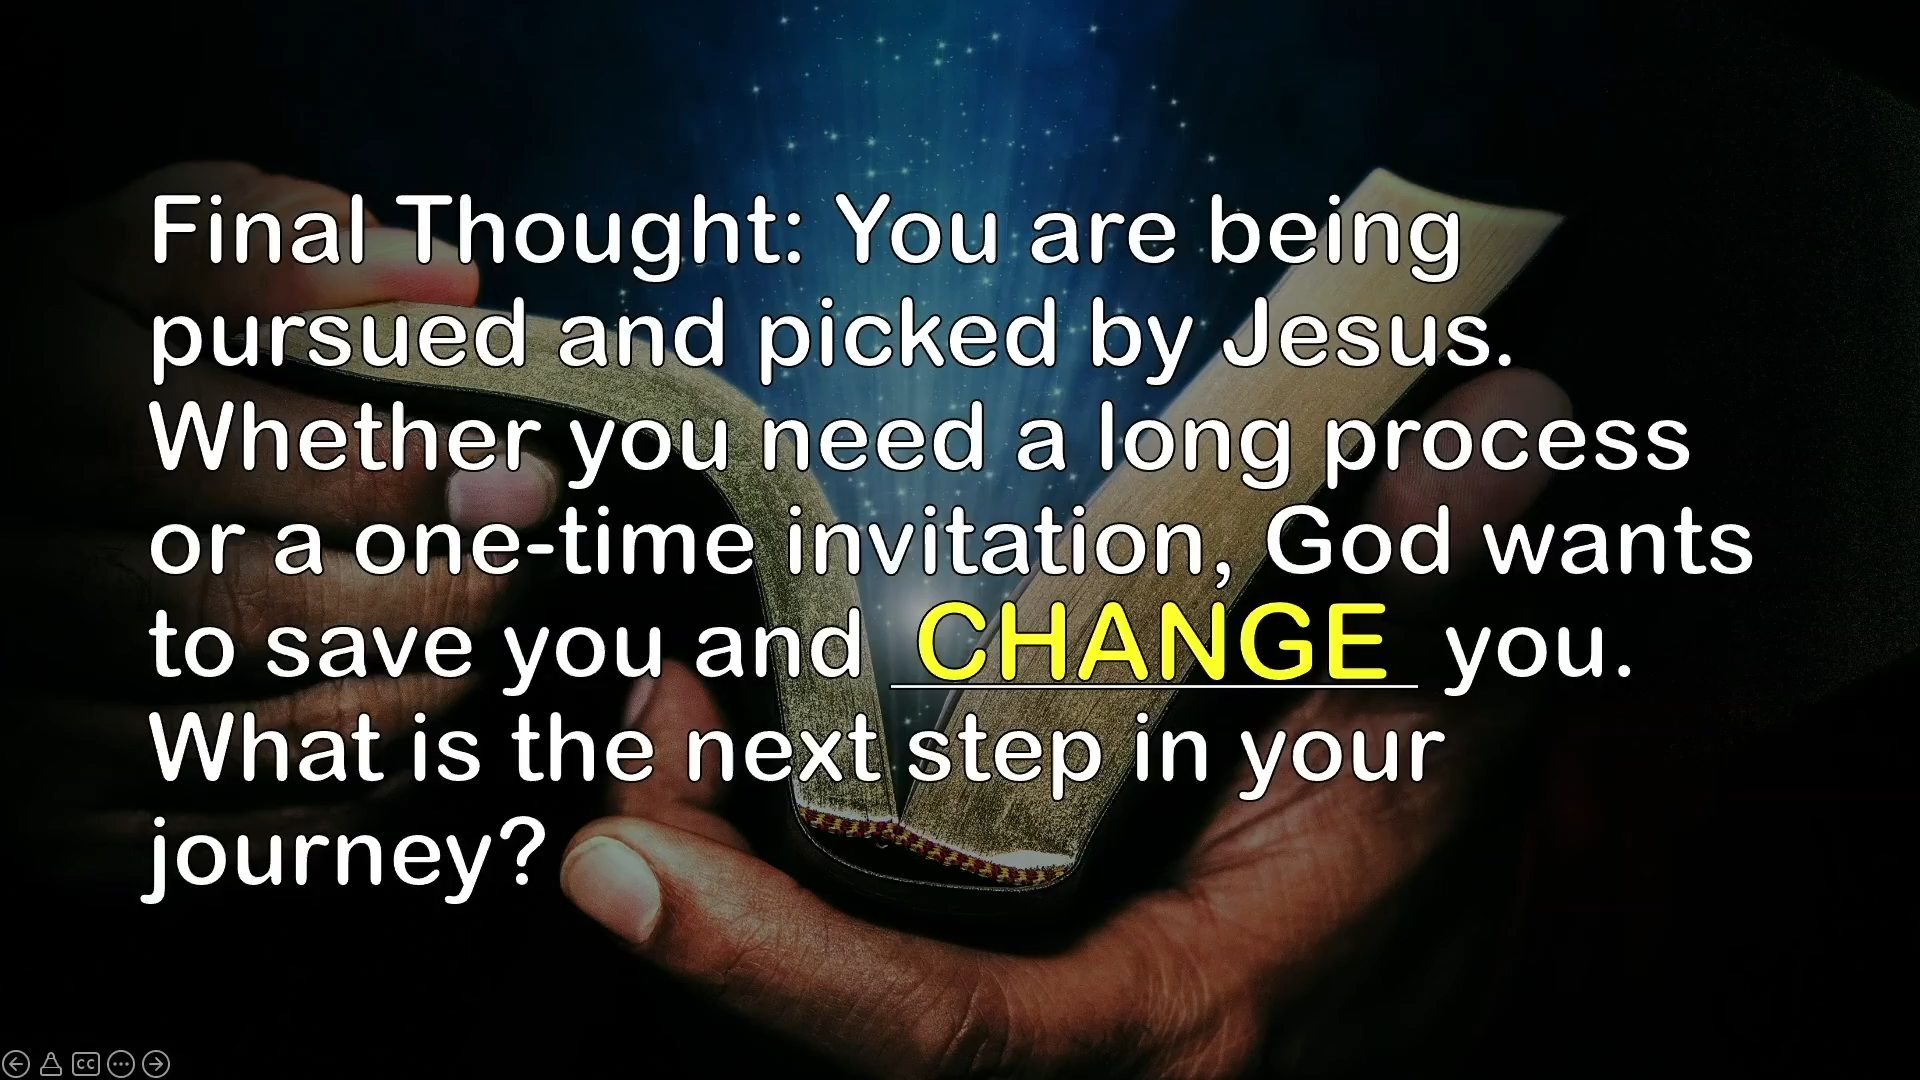 Final Thought: You are being
pursued and picked by Jesus.
Whether you need a long process
or a one-time invitation, God wants
to save you and CHANGE you.
What is the next step in your
journey?
CC